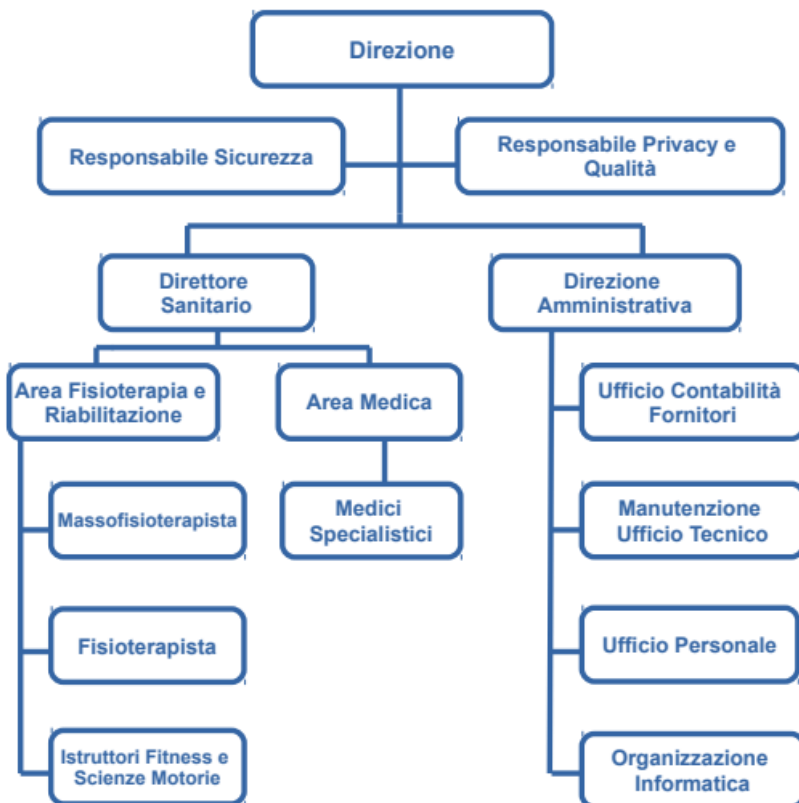 Direzione
Responsabile Sicurezza
Responsabile Privacy e
Qualità
Direttore
Sanitario
Direzione
Amministrativa
Area Fisioterapia e
Riabilitazione
Area Medica
Ufficio Contabilità
Fornitori
Massofisioterapista
Medici
Specialistici
Manutenzione
Ufficio Tecnico
Fisioterapista
Ufficio Personale
Istruttori Fitness e
Scienze Motorie
Organizzazione
Informatica